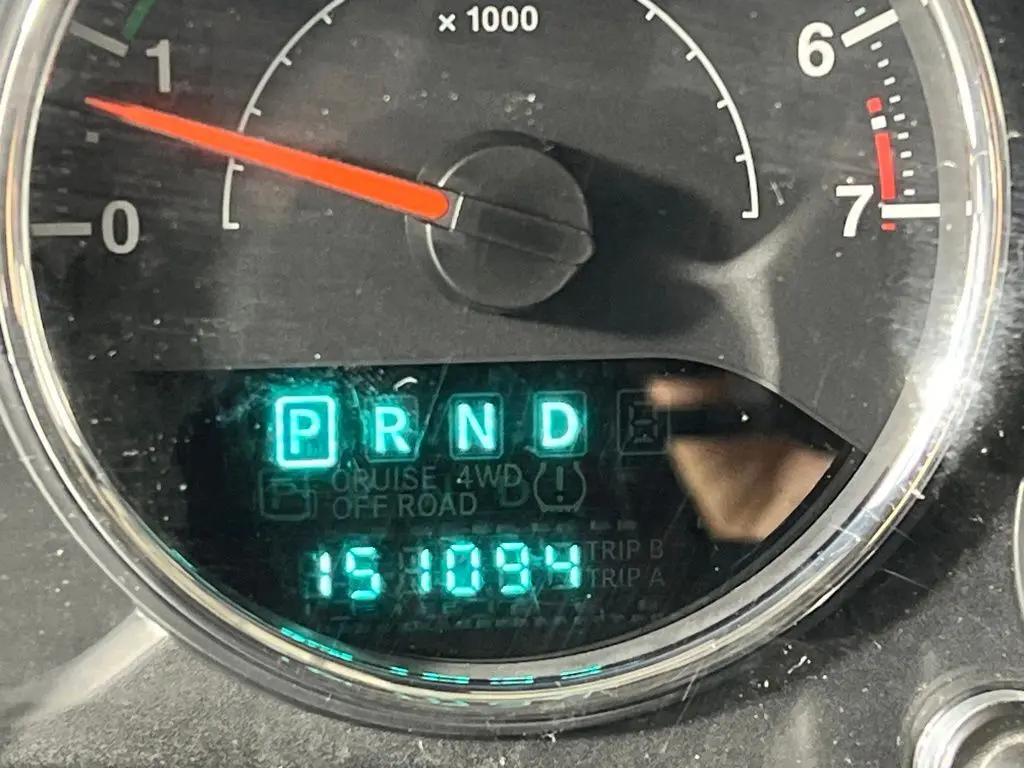 x 1000
1
6
0
7
P R N D
CRUISE 4WD
OFF ROAD
TRIP B
151094
TRIP A